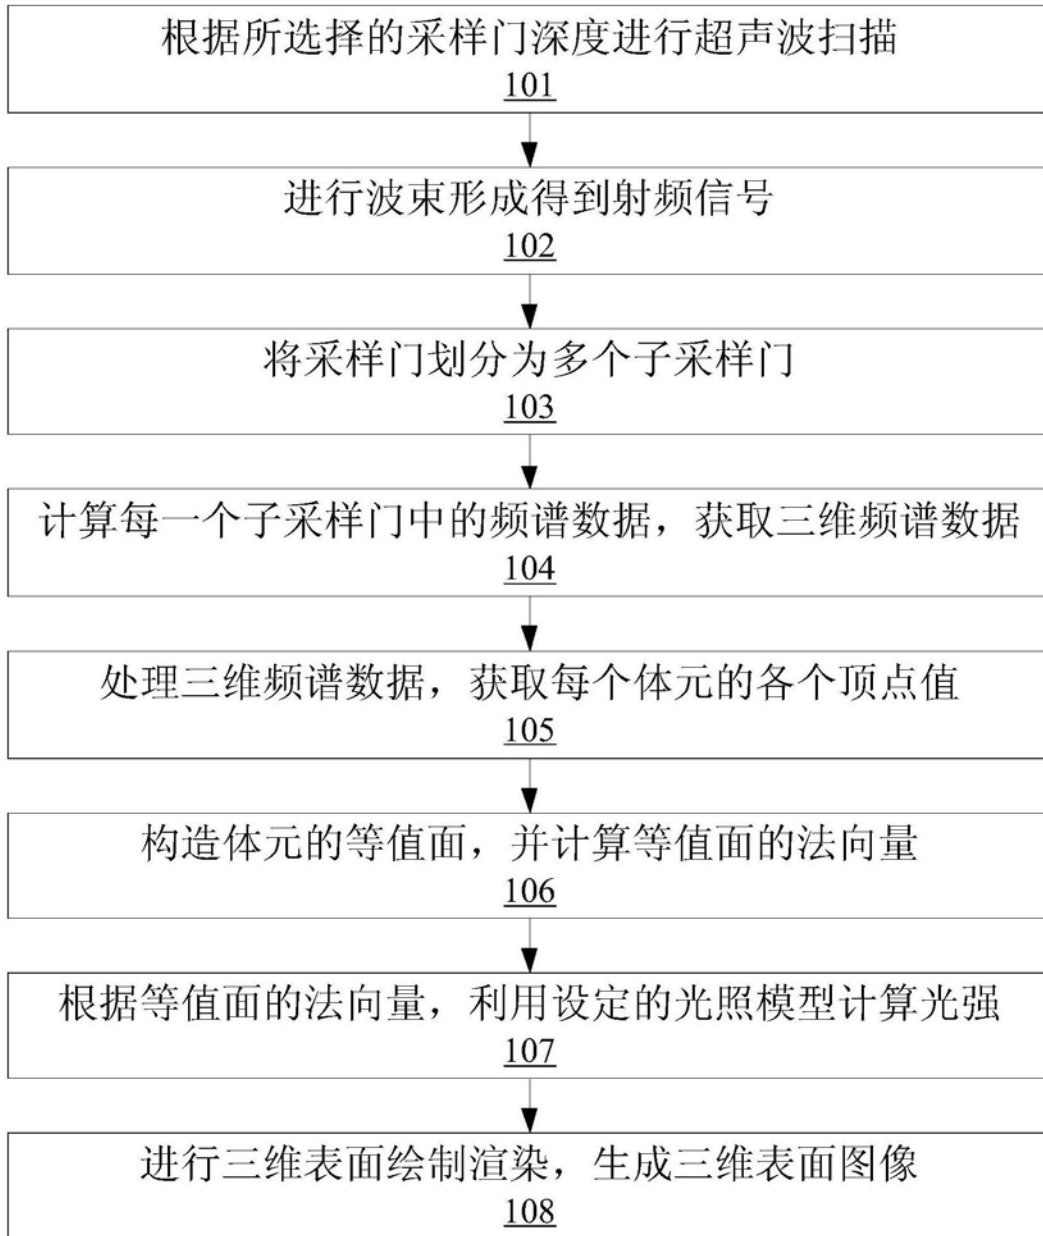 根据所选择的采样门深度进行超声波扫描
101
进行波束形成得到射频信号
102
将采样门划分为多个子采样门
103
计算每一个子采样门中的频谱数据，获取三维频谱数据
104
处理三维频谱数据，获取每个体元的各个顶点值
105
构造体元的等值面，并计算等值面的法向量
106
根据等值面的法向量，利用设定的光照模型计算光强
107
进行三维表面绘制渲染，生成三维表面图像
108